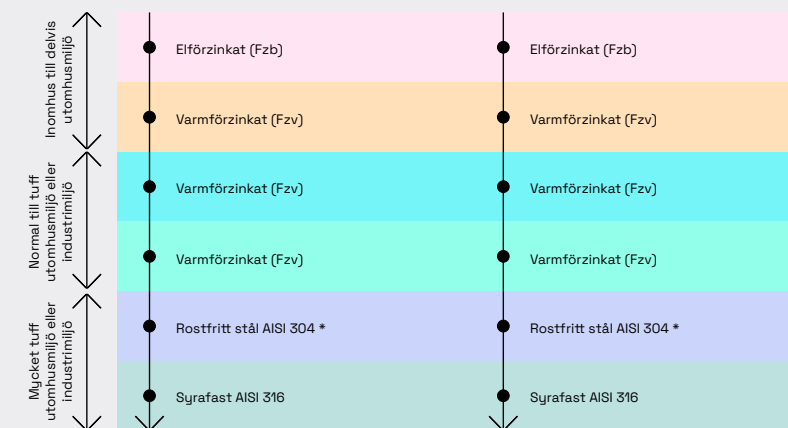 Inomhus till delvis
utomhusmiljö
Elförzinkat (Fzb)
Elförzinkat (Fzb)
Varmförzinkat (Fzv)
Varmförzinkat (Fzv)
Normal till tuff
utomhusmiljö eller
industrimiljö
Varmförzinkat (Fzv)
Varmförzinkat (Fzv)
Varmförzinkat (Fzv)
Varmförzinkat (Fzv)
Mycket tuff
utomhusmiljö eller
industrimiljö
Rostfritt stål AISI 304 *
Rostfritt stål AISI 304 *
Syrafast AISI 316
Syrafast AISI 316